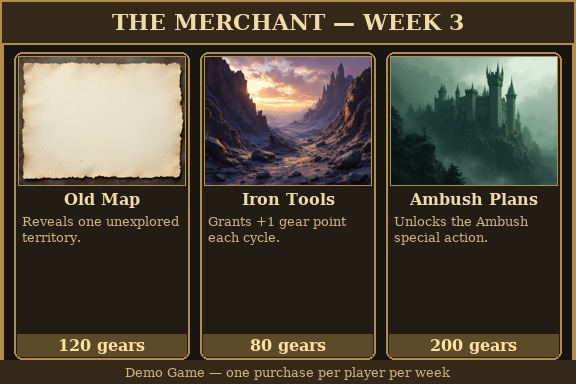 THE MERCHANT — WEEK 3
Old Map
Reveals one unexplored
territory.
120 gears
Iron Tools
Grants +1 gear point
each cycle.
80 gears
Ambush Plans
Unlocks the Ambush
special action.
200 gears
Demo Game — one purchase per player per week